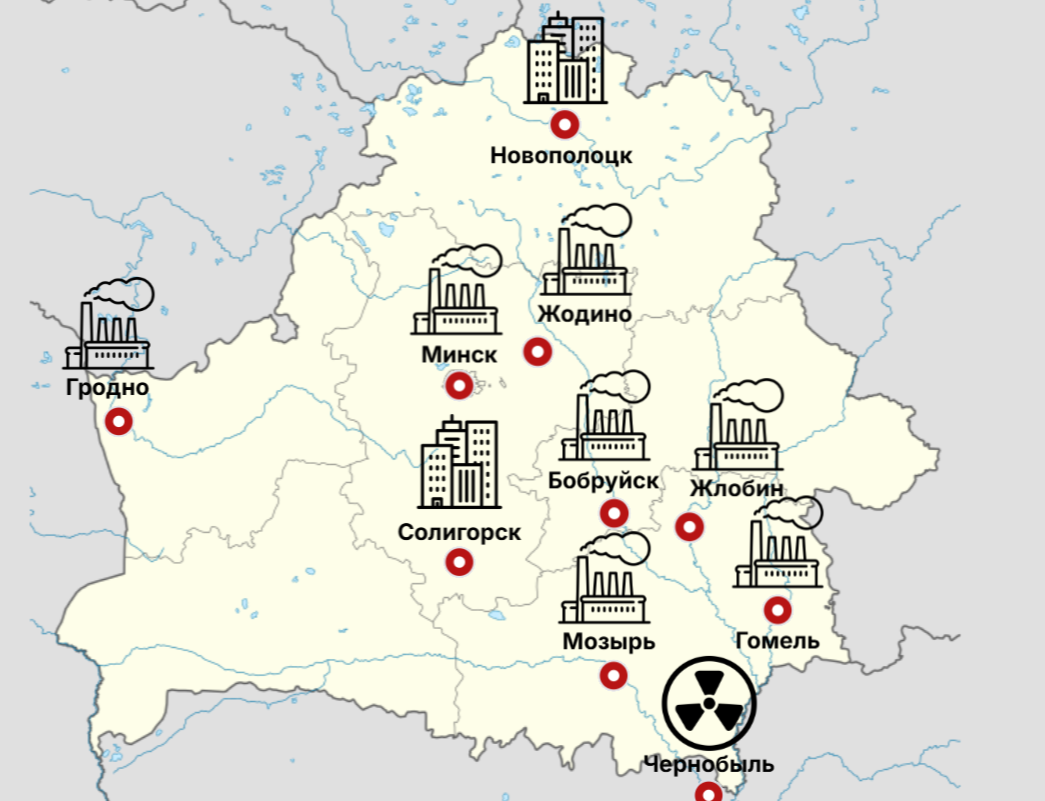 Новополоцк
Жодино
Минск
Гродно
Бобруйск
Жлобин
Солигорск
Мозырь
Гомель
Чернобыль